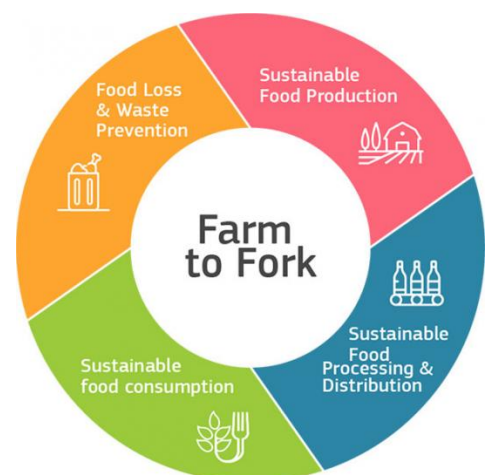 Food Loss
& Waste
Prevention
Sustainable
Food Production
Farm
to Fork
Sustainable
Food
Processing &
Distribution
Sustainable
food consumption